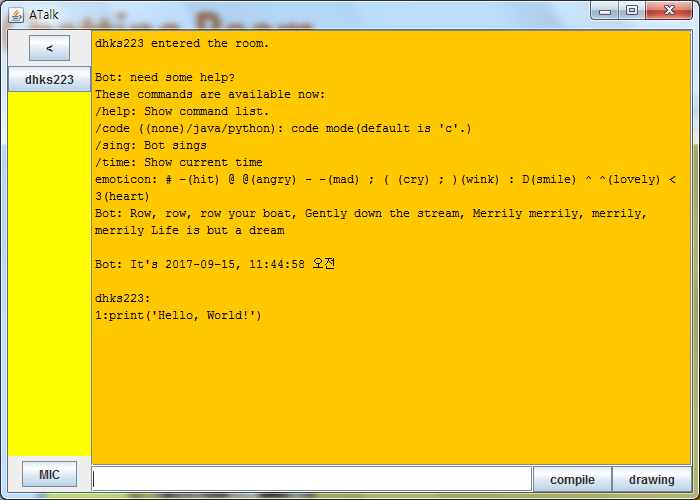 ATalk
<
dhks223
dhks223 entered the room.
Bot: need some help?
These commands are available now:
/help: Show command list.
/code ((none)/java/python): code mode(default is 'c'.)
/sing: Bot sings
/time: Show current time
emoticon: # -(hit) @ @(angry) - -(mad) ; ( (cry) ; )(wink) : D(smile) ^ ^(lovely) <
3(heart)
Bot: Row, row, row your boat, Gently down the stream, Merrily merrily, merrily,
merrily Life is but a dream
Bot: It's 2017-09-15, 11:44:58 오전
dhks223:
1:print('Hello, World!')
MIC
compile
drawing